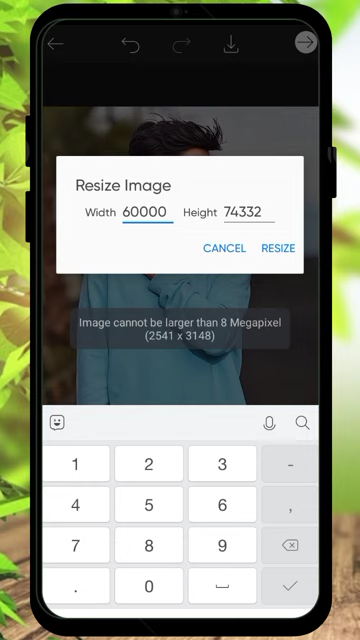 Resize Image
Width 60000 Height 74332
CANCEL RESIZE
Image cannot be larger than 8 Megapixel
(2541 x 3148)
1 2 3 -
4 5 6 ,
7 8 9
. 0